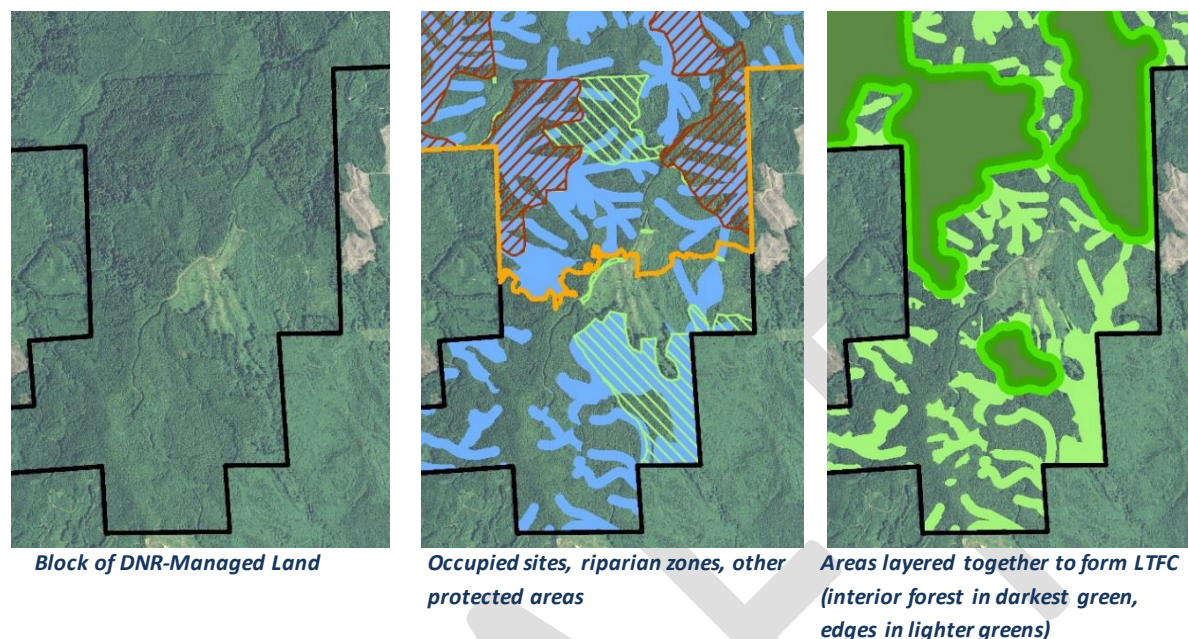 Block of DNR-Managed Land
Occupied sites, riparian zones, other
protected areas
Areas layered together to form LTFC
(interior forest in darkest green,
edges in lighter greens)